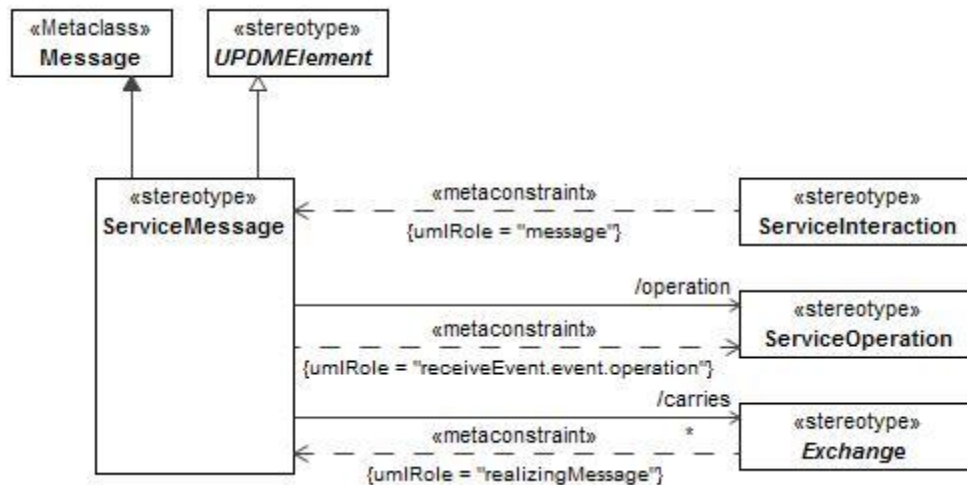 «Metaclass»
Message
«stereotype»
UPDMElement
«stereotype»
ServiceMessage
«metaconstraint»
{umlRole = "message"}
«stereotype»
ServiceInteraction
/operation
«metaconstraint»
{umlRole = "receiveEvent.event.operation"}
«stereotype»
ServiceOperation
/carries
«metaconstraint»
*
{umlRole = "realizingMessage"}
«stereotype»
Exchange